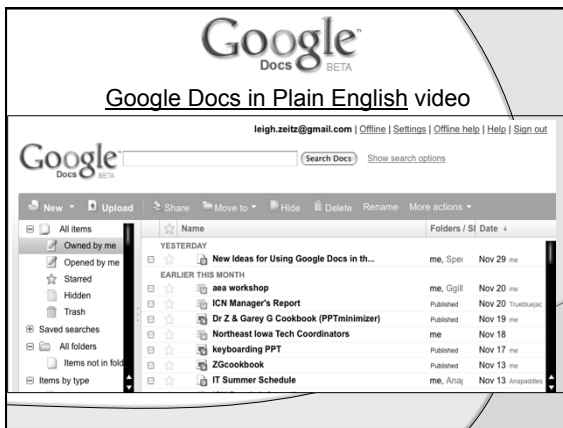 Google
Docs BETA
Google Docs in Plain English video
leigh.zeitz@gmail.com | Offline | Settings | Offline help | Help | Sign out
Google
Docs BETA
Search Docs Show search options
New Upload Share Move to Hide Delete Rename More actions
All items Name Folders / Sl Date
Owned by me YESTERDAY
Opened by me New Ideas for Using Google Docs in th... me, Spen Nov 29 me
Starred EARLIER THIS MONTH
aea workshop me, Ggill Nov 20 me
Hidden ICN Manager's Report Published Nov 20 Truebluejac
Trash Dr Z & Garey G Cookbook (PPTminimizer) Published Nov 19 me
Saved searches Northeast Iowa Tech Coordinators me Nov 18
All folders keyboarding PPT Published Nov 17 me
Items not in fold ZGcookbook Published Nov 13 me
Items by type IT Summer Schedule me, Anaj Nov 13 Anapaddles